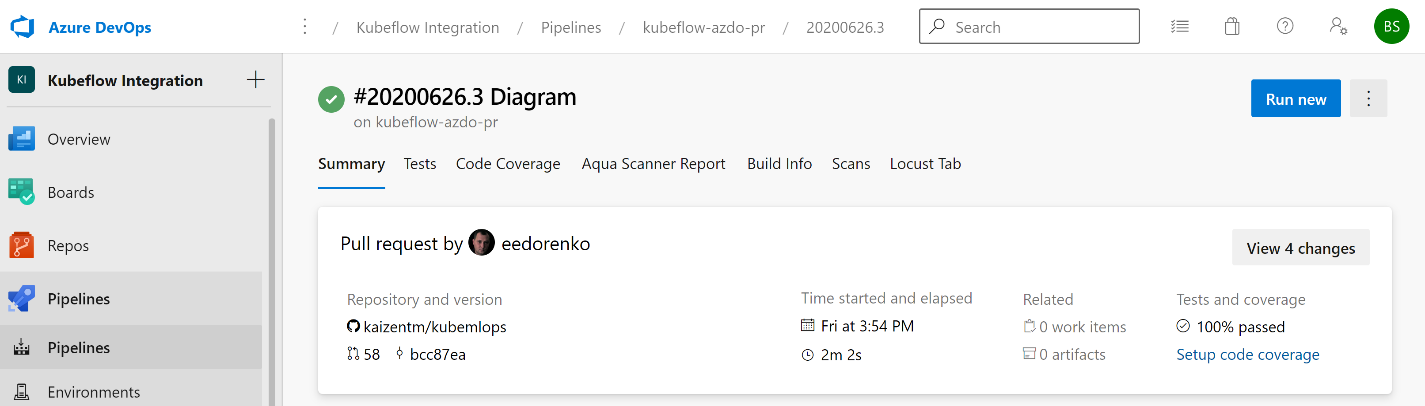 Azure DevOps / Kubeflow Integration / Pipelines / kubeflow-azdo-pr / 20200626.3 Search BS
KI Kubeflow Integration
Overview
Boards
Repos
Pipelines
Pipelines
Environments
#20200626.3 Diagram
on kubeflow-azdo-pr
Run new
Summary Tests Code Coverage Aqua Scanner Report Build Info Scans Locust Tab
Pull request by eedorenko
View 4 changes
Repository and version
kaizentm/kubemlops
58 bcc87ea
Time started and elapsed
Fri at 3:54 PM
2m 2s
Related
0 work items
0 artifacts
Tests and coverage
100% passed
Setup code coverage